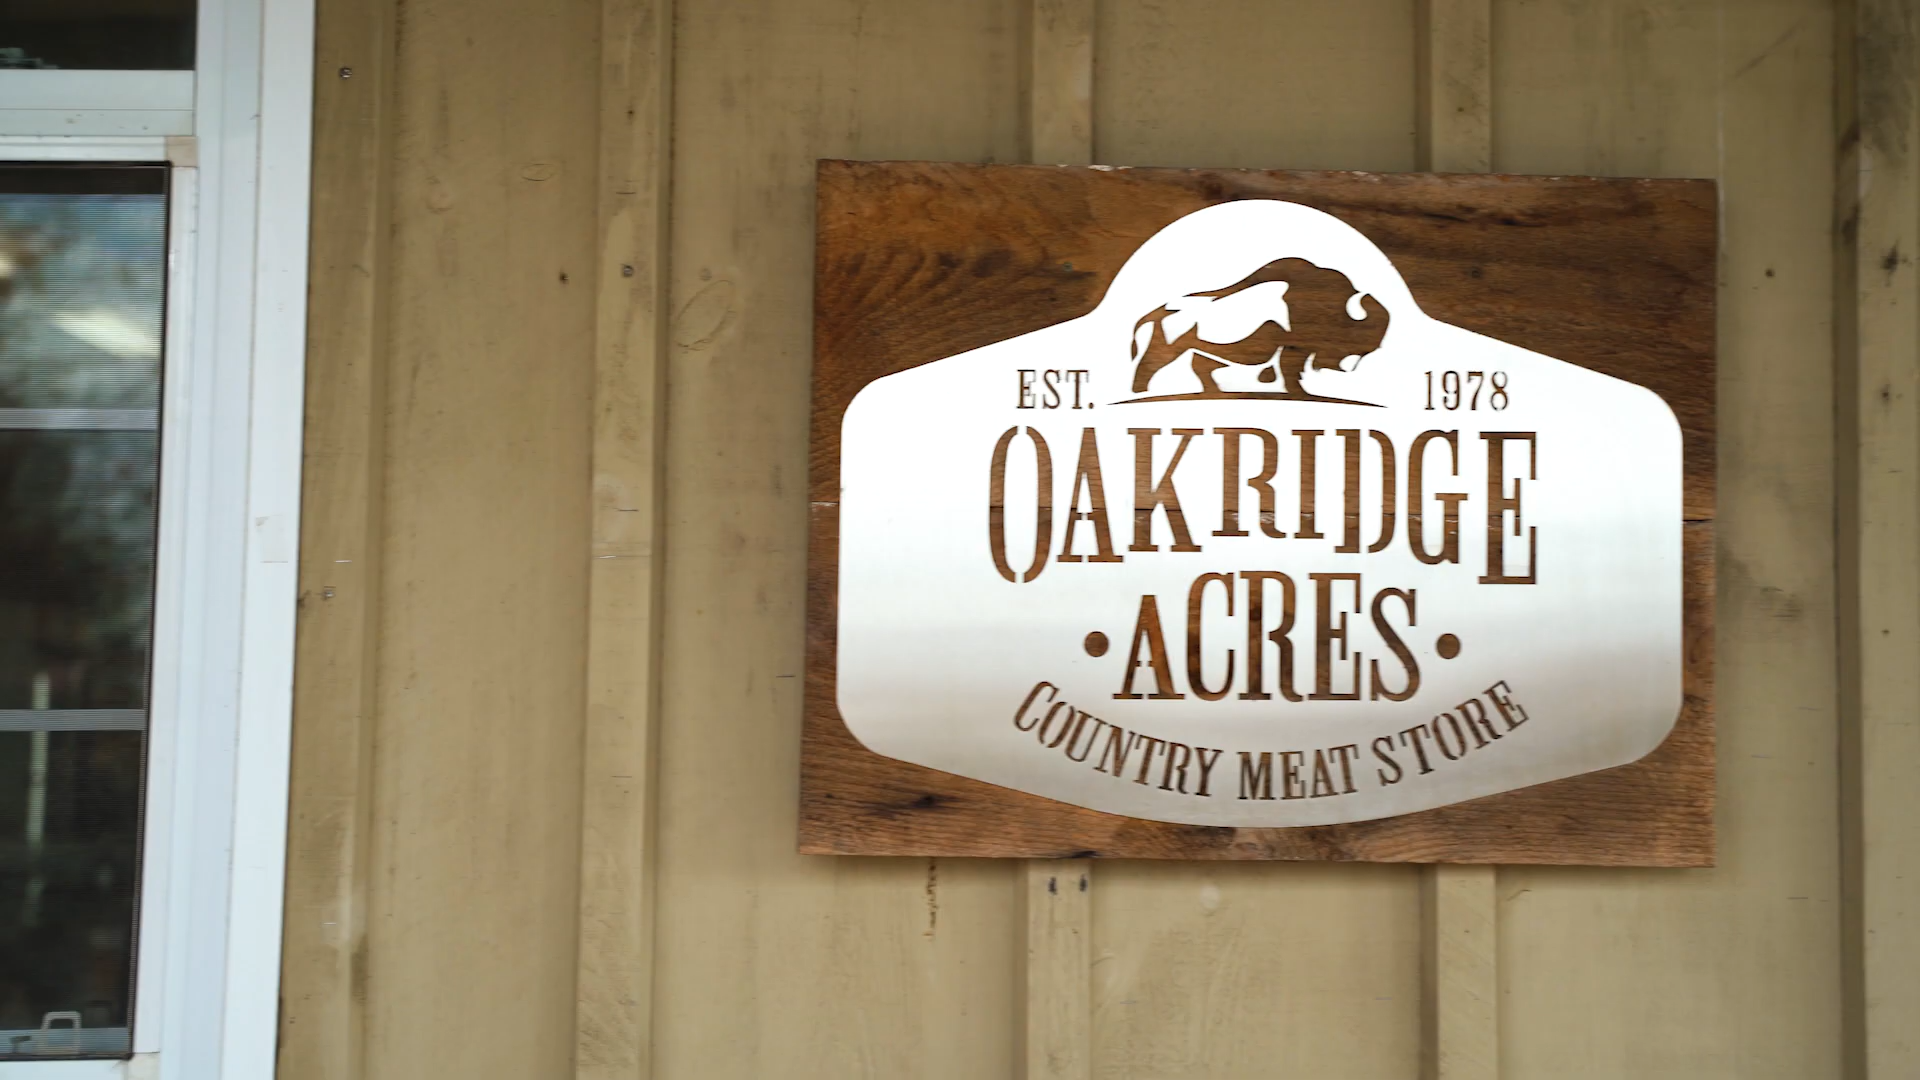 EST. 1978
OAKRIDGE
• ACRES •
COUNTRY MEAT STORE